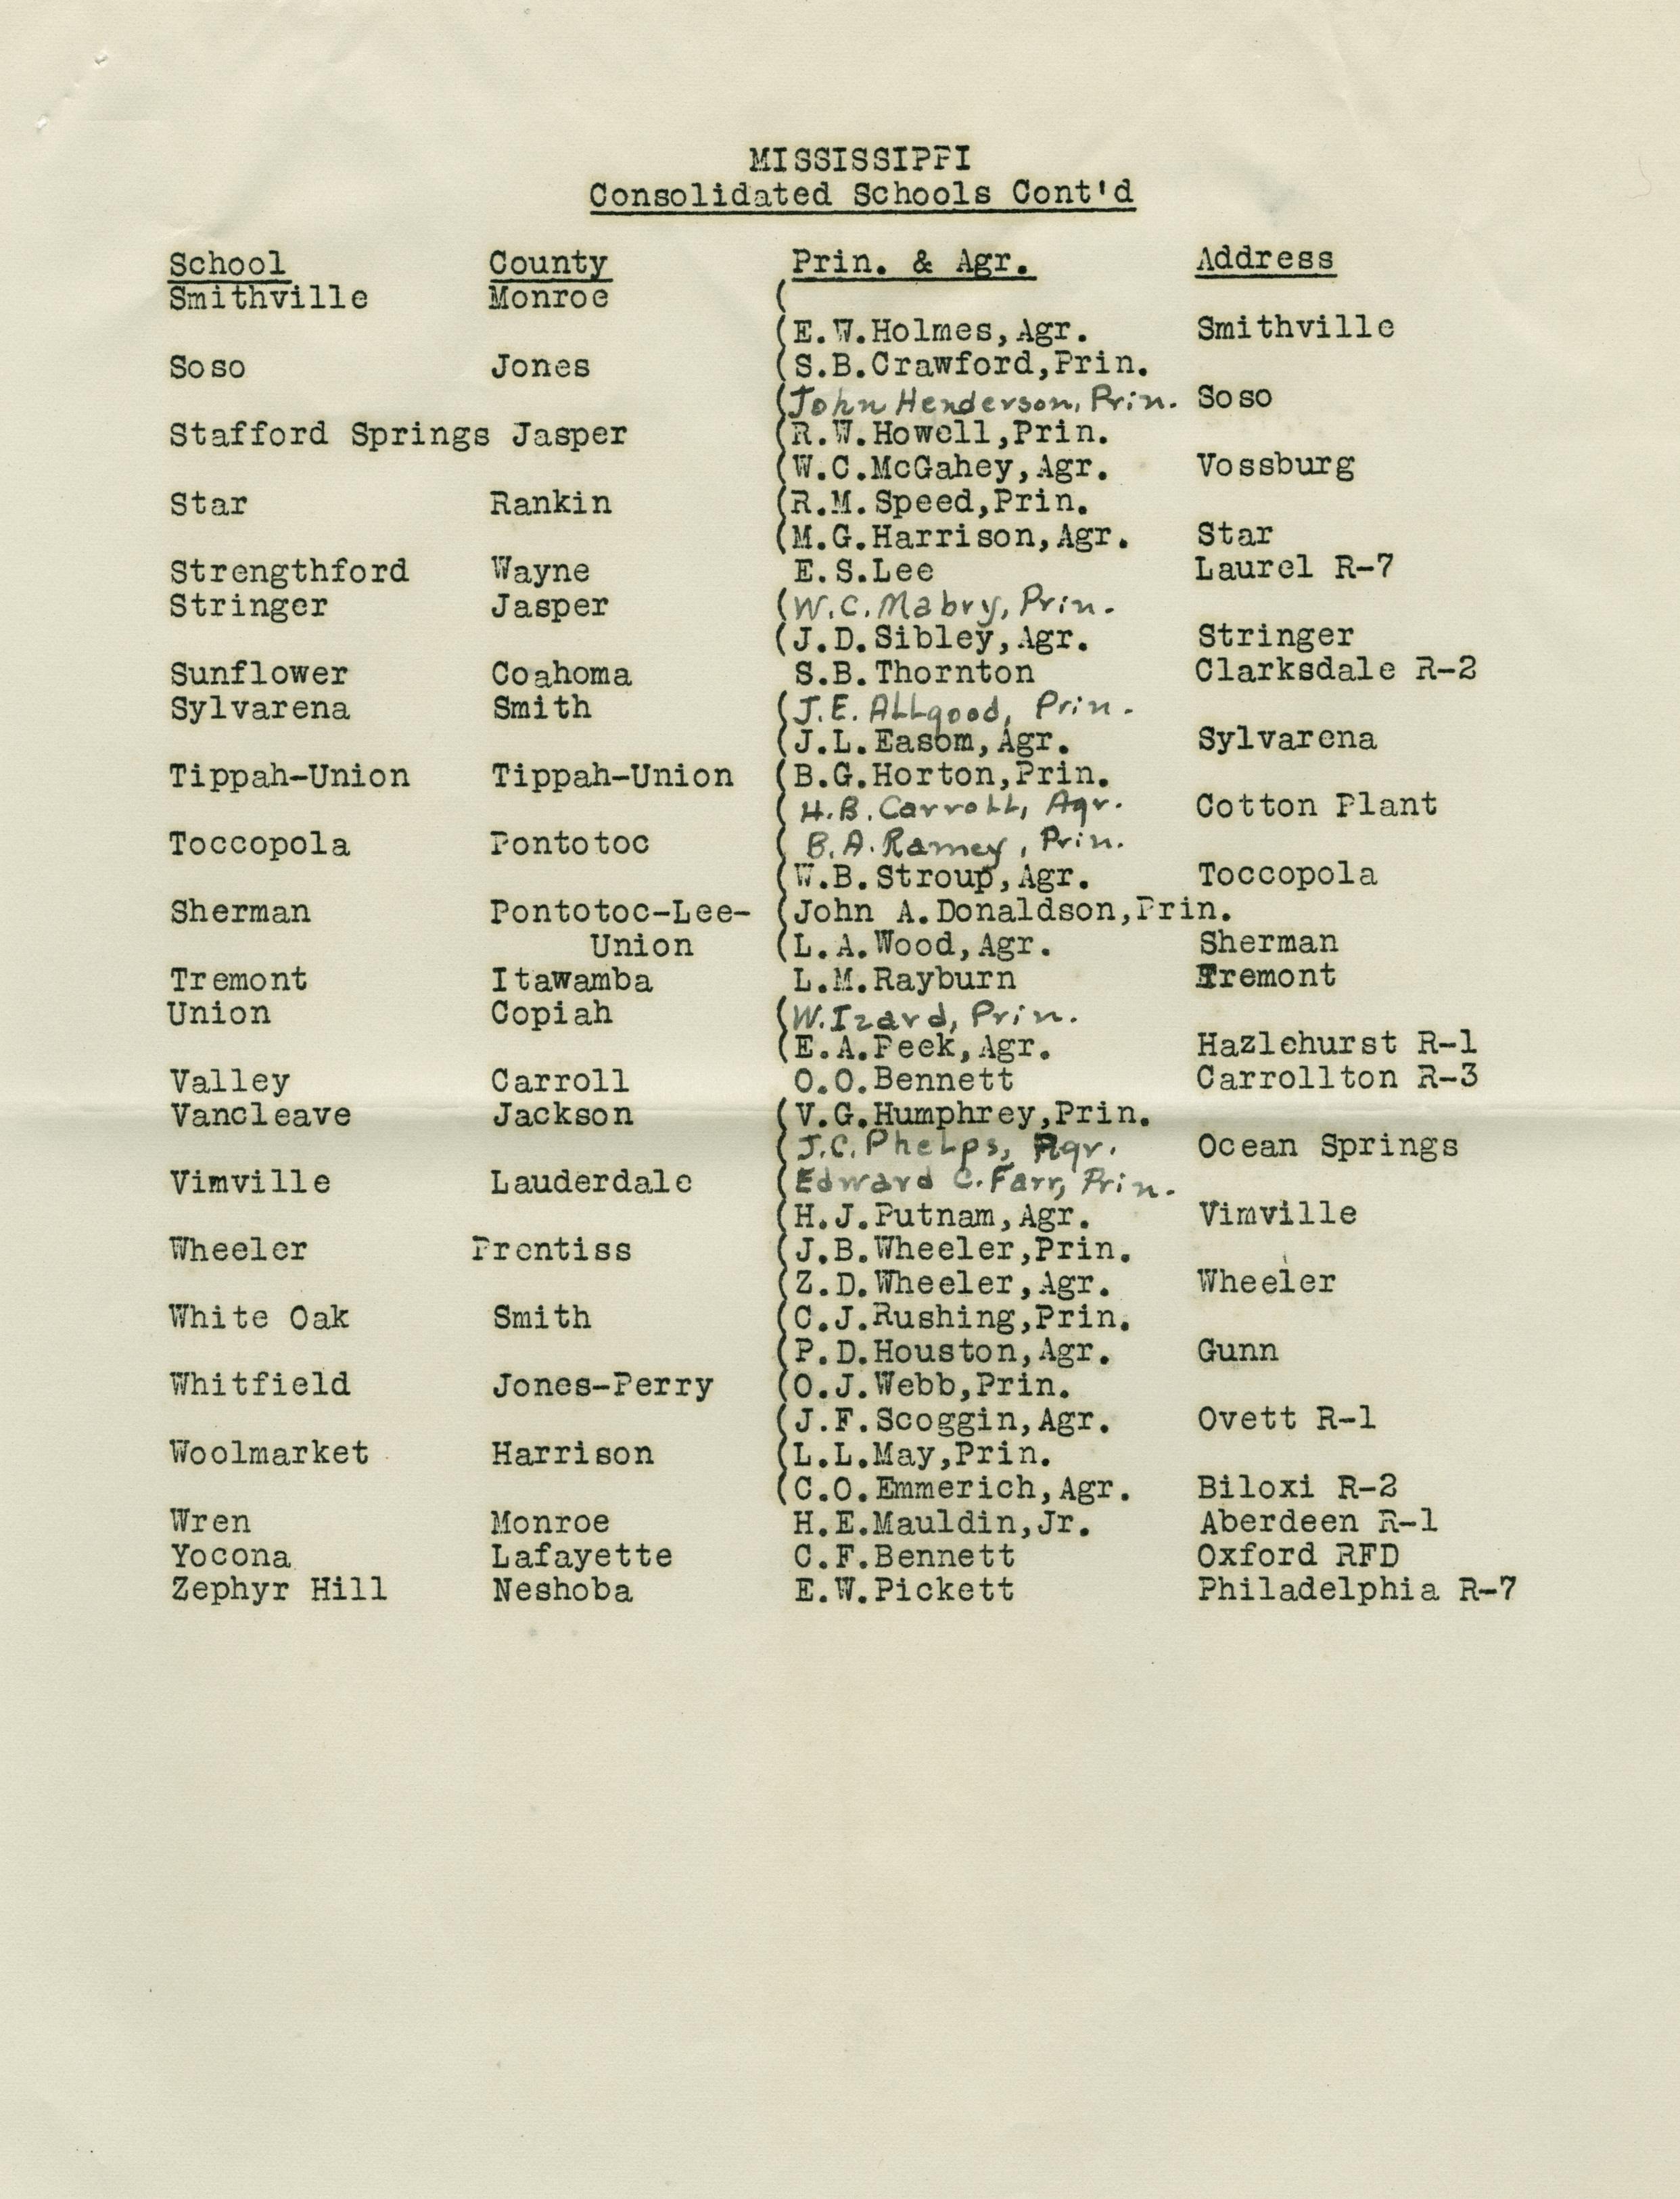 MISSISSIPPI
Consolidated Schools Cont'd
School County Prin. & Agr. Address
Smithville Monroe (
(E.W.Holmes,Agr. Smithville
Soso Jones (S.B.Crawford,Prin.
(John Henderson, Prin. Soso
Stafford Springs Jasper (R.W.Howell,Prin.
(W.C.McGahey,Agr. Vossburg
Star Rankin (R.M.Speed,Prin.
(M.G.Harrison,Agr. Star
Strengthford Wayne E.S.Lee Laurel R-7
Stringer Jasper (W.C.Mabry, Prin.
(J.D.Sibley,Agr. Stringer
Sunflower Coahoma S.B.Thornton Clarksdale R-2
Sylvarena Smith (J.E. Allgood, Prin.
(J.L.Easom,Agr. Sylvarena
Tippah-Union Tippah-Union (B.G.Horton,Prin.
(H.B.Carroll, Agr. Cotton Plant
Toccopola Pontotoc (B.A.Ramey, Prin.
(W.B.Stroup,Agr. Toccopola
Sherman Pontotoc-Lee- (John A.Donaldson,Prin.
Union (L.A.Wood,Agr. Sherman
Tremont Itawamba L.M.Rayburn Tremont
Union Copiah (W.Izard, Prin.
(E.A.Peek,Agr. Hazlehurst R-1
Valley Carroll O.O.Bennett Carrollton R-3
Vancleave Jackson (V.G.Humphrey,Prin.
(J.C.Phelps, Agr. Ocean Springs
Vimville Lauderdale (Edward C.Farr, Prin.
(H.J.Putnam,Agr. Vimville
Wheeler Prentiss (J.B.Wheeler,Prin.
(Z.D.Wheeler,Agr. Wheeler
White Oak Smith (C.J.Rushing,Prin.
(P.D.Houston,Agr. Gunn
Whitfield Jones-Perry (O.J.Webb,Prin.
(J.F.Scoggin,Agr. Ovett R-1
Woolmarket Harrison (L.L.May,Prin.
(C.O.Emmerich,Agr. Biloxi R-2
Wren Monroe H.E.Mauldin,Jr. Aberdeen R-1
Yocona Lafayette C.F.Bennett Oxford RFD
Zephyr Hill Neshoba E.W.Pickett Philadelphia R-7